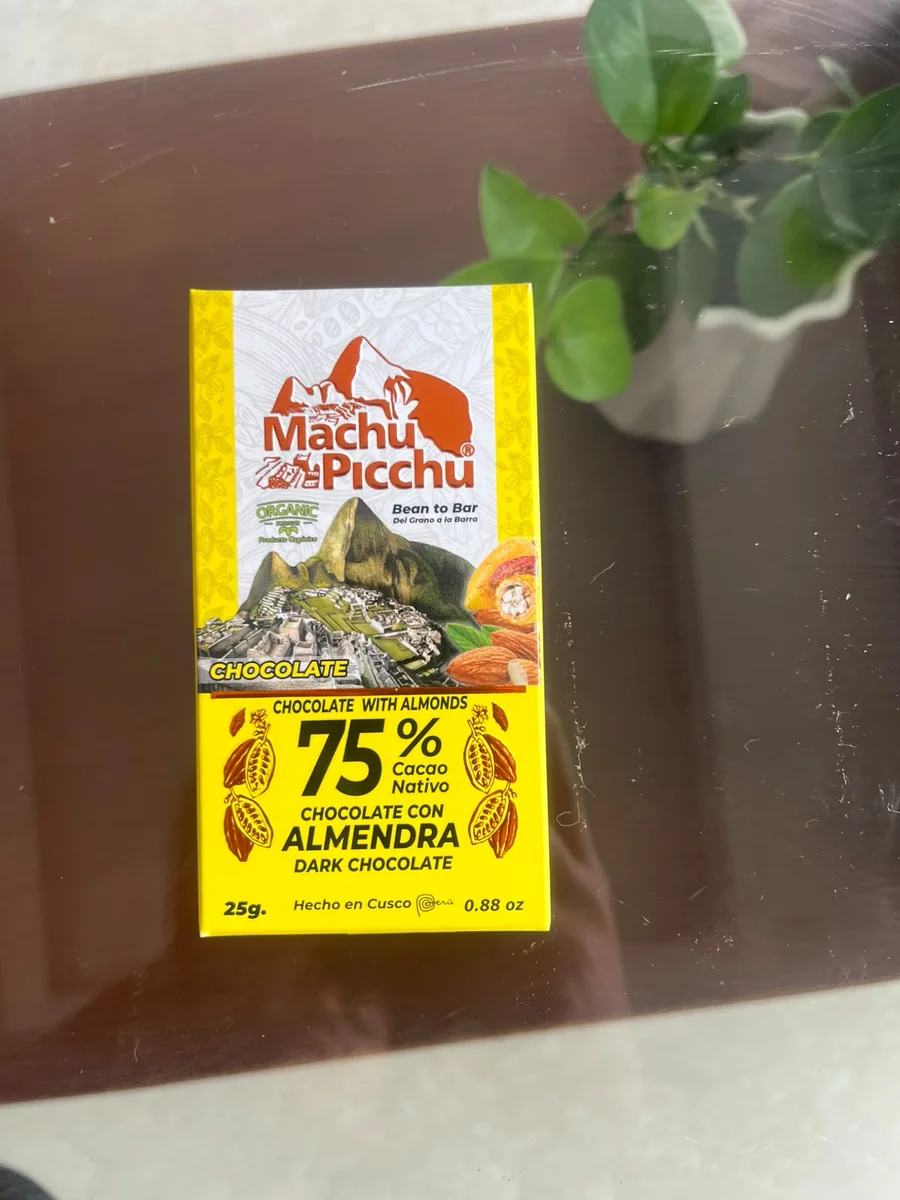 Machu
Picchu®
ORGANIC
Producto Orgánico
Bean to Bar
Del Grano a la Barra
CHOCOLATE
CHOCOLATE WITH ALMONDS
75%
Cacao
Nativo
CHOCOLATE CON
ALMENDRA
DARK CHOCOLATE
25g.
Hecho en Cusco Perú
0.88 oz